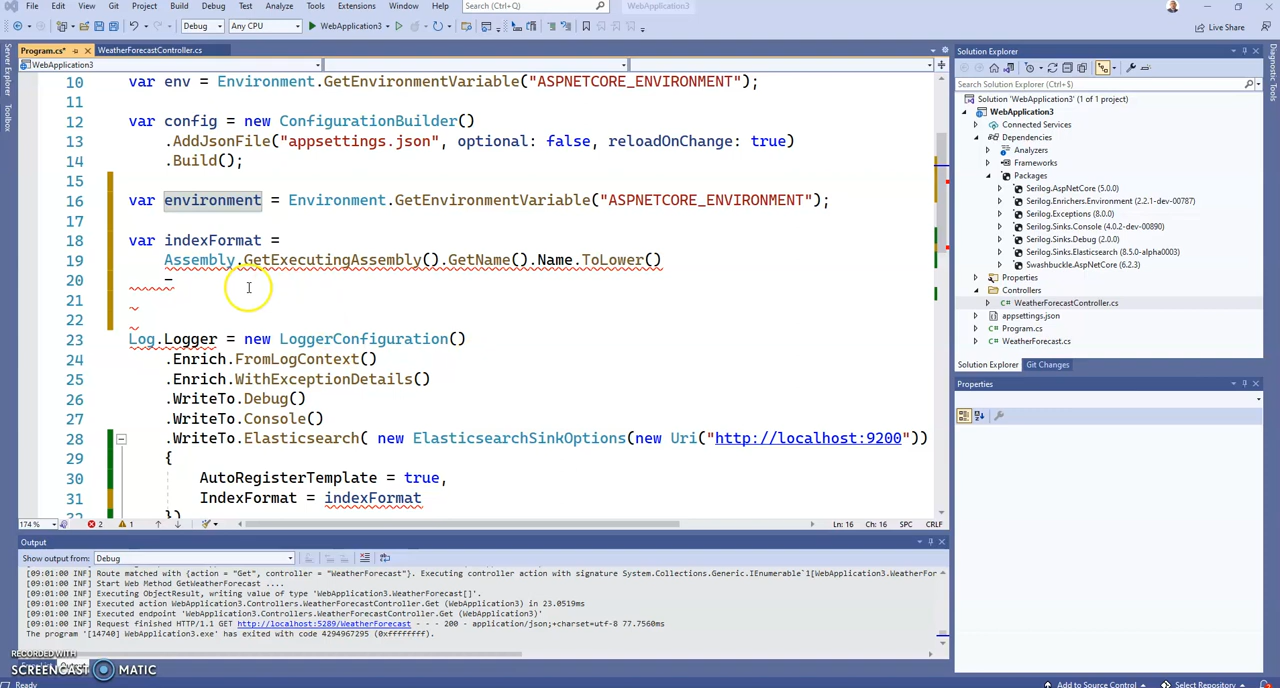 File Edit View Git Project Build Debug Test Analyze Tools Extensions Window Help Search (Ctrl+Q) WebApplication3
Debug Any CPU WebApplication3 Live Share
Program.cs* WeatherForecastController.cs
WebApplication3
Server Explorer
Toolbox
10 var env = Environment.GetEnvironmentVariable("ASPNETCORE_ENVIRONMENT");
11
12 var config = new ConfigurationBuilder()
13 .AddJsonFile("appsettings.json", optional: false, reloadOnChange: true)
14 .Build();
15
16 var environment = Environment.GetEnvironmentVariable("ASPNETCORE_ENVIRONMENT");
17
18 var indexFormat =
19 Assembly.GetExecutingAssembly().GetName().Name.ToLower()
20 -
21
22
23 Log.Logger = new LoggerConfiguration()
24 .Enrich.FromLogContext()
25 .Enrich.WithExceptionDetails()
26 .WriteTo.Debug()
27 .WriteTo.Console()
28 .WriteTo.Elasticsearch( new ElasticsearchSinkOptions(new Uri("http://localhost:9200"))
29 {
30 AutoRegisterTemplate = true,
31 IndexFormat = indexFormat
32 })
174 % 2 1 Ln: 16 Ch: 16 SPC CRLF
Output
Show output from: Debug
[09:01:00 INF] Route matched with {action = "Get", controller = "WeatherForecast"}. Executing controller action with signature System.Collections.Generic.IEnumerable`1[WebApplication3.WeatherFor
[09:01:00 INF] Start Web Method GetWeatherForecast ....
[09:01:00 INF] Executing ObjectResult, writing value of type 'WebApplication3.WeatherForecast[]'.
[09:01:00 INF] Executed action WebApplication3.Controllers.WeatherForecastController.Get (WebApplication3) in 23.0519ms
[09:01:00 INF] Executed endpoint 'WebApplication3.Controllers.WeatherForecastController.Get (WebApplication3)'
[09:01:00 INF] Request finished HTTP/1.1 GET http://localhost:5289/WeatherForecast - - - 200 - application/json;+charset=utf-8 77.7560ms
The program '[14740] WebApplication3.exe' has exited with code 4294967295 (0xffffffff).
RECORDED WITH
SCREENCAST MATIC
Ready
Solution Explorer
Search Solution Explorer (Ctrl+$)
Solution 'WebApplication3' (1 of 1 project)
WebApplication3
Connected Services
Dependencies
Analyzers
Frameworks
Packages
Serilog.AspNetCore (5.0.0)
Serilog.Enrichers.Environment (2.2.1-dev-00787)
Serilog.Exceptions (8.0.0)
Serilog.Sinks.Console (4.0.2-dev-00890)
Serilog.Sinks.Debug (2.0.0)
Serilog.Sinks.Elasticsearch (8.5.0-alpha0003)
Swashbuckle.AspNetCore (6.2.3)
Properties
Controllers
WeatherForecastController.cs
appsettings.json
Program.cs
WeatherForecast.cs
Solution Explorer Git Changes
Properties
Diagnostic Tools
Add to Source Control Select Repository